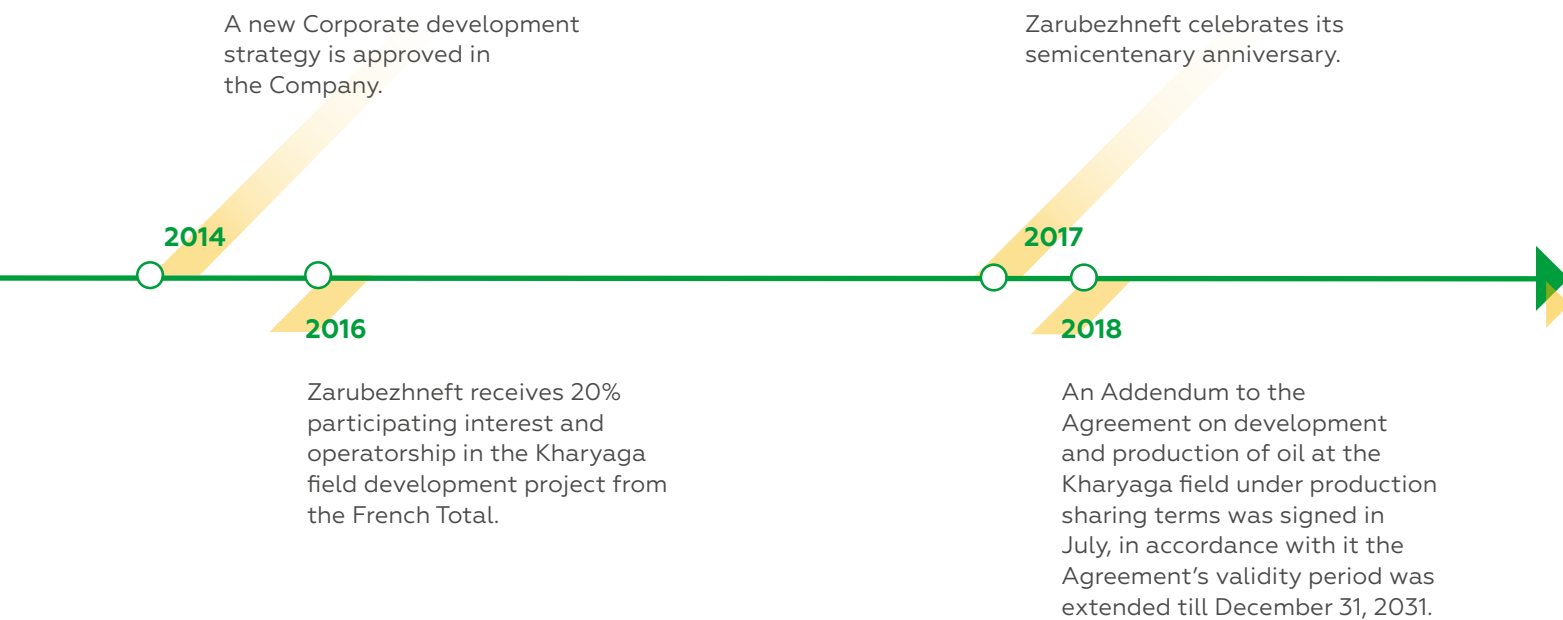 A new Corporate development
strategy is approved in
the Company.
2014
2016
Zarubezhneft receives 20%
participating interest and
operatorship in the Kharyaga
field development project from
the French Total.
Zarubezhneft celebrates its
semicentenary anniversary.
2017
2018
An Addendum to the
Agreement on development
and production of oil at the
Kharyaga field under production
sharing terms was signed in
July, in accordance with it the
Agreement’s validity period was
extended till December 31, 2031.